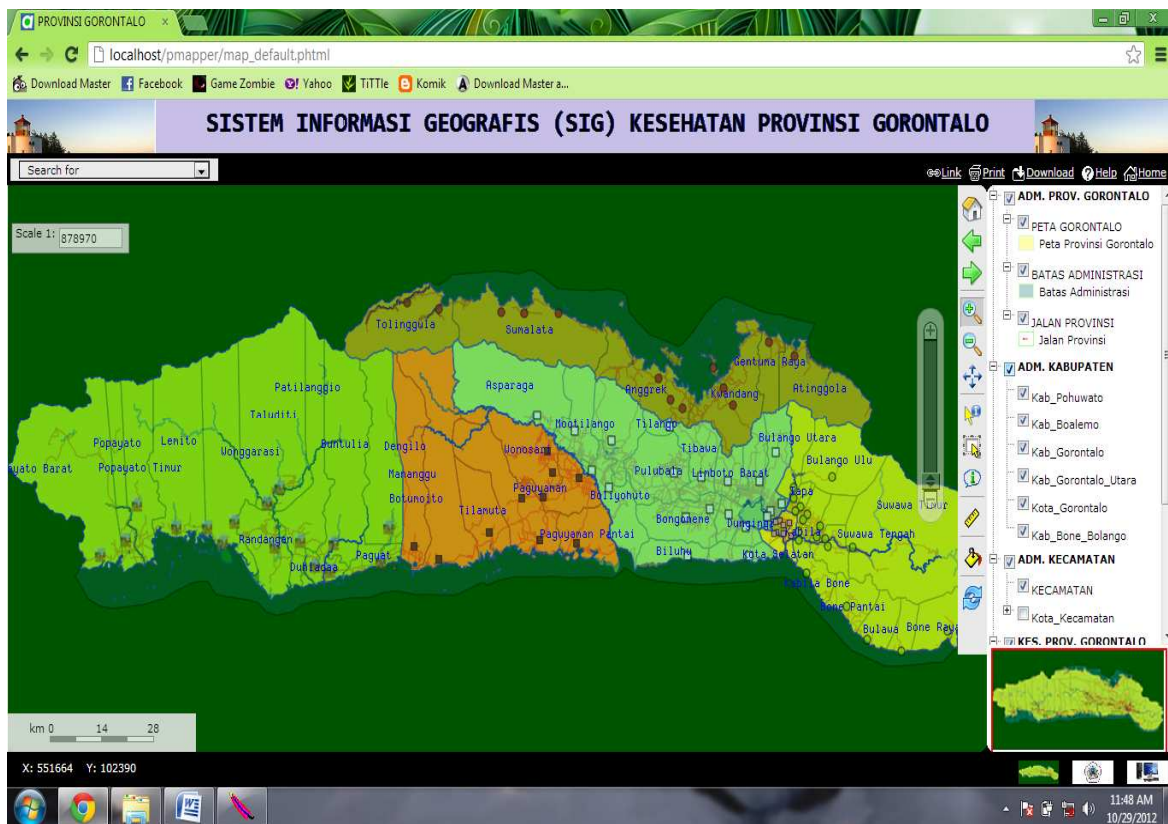 PROVINSI GORONTALO
localhost/pmapper/map_default.phtml
Download Master Facebook Game Zombie Yahoo TiTTle Komik Download Master a...
SISTEM INFORMASI GEOGRAFIS (SIG) KESEHATAN PROVINSI GORONTALO
Search for
Link Print Download Help Home
Scale 1: 878970
Tolinggula
Sumalata
Gentuma Raya
Anggrek
Kwandang
Atinggola
Patilanggio
Asparaga
Taluditi
Mootilango
Tilango
Popayato
Lemito
Wonggarasi
Buntulia
Dengilo
Wonosari
Tibawa
Bulango Utara
Bulango Ulu
yato Barat
Popayato Timur
Mananggu
Pulubala
Limboto Barat
Botumoito
Paguyaman
Boliyohuto
Tapa
Suwawa Timur
Tilamuta
Bongomene
Dungingi
Kabila
Randangan
Paguat
Paguyaman Pantai
Biluhu
Kota Selatan
Suwawa Tengah
Duhiadaa
Kabila Bone
Bone Pantai
Bulawa
Bone Raya
ADM. PROV. GORONTALO
PETA GORONTALO
Peta Provinsi Gorontalo
BATAS ADMINISTRASI
Batas Administrasi
JALAN PROVINSI
Jalan Provinsi
ADM. KABUPATEN
Kab_Pohuwato
Kab_Boalemo
Kab_Gorontalo
Kab_Gorontalo_Utara
Kota_Gorontalo
Kab_Bone_Bolango
ADM. KECAMATAN
KECAMATAN
Kota_Kecamatan
KES. PROV. GORONTALO
km 0 14 28
X: 551664 Y: 102390
11:48 AM
10/29/2012